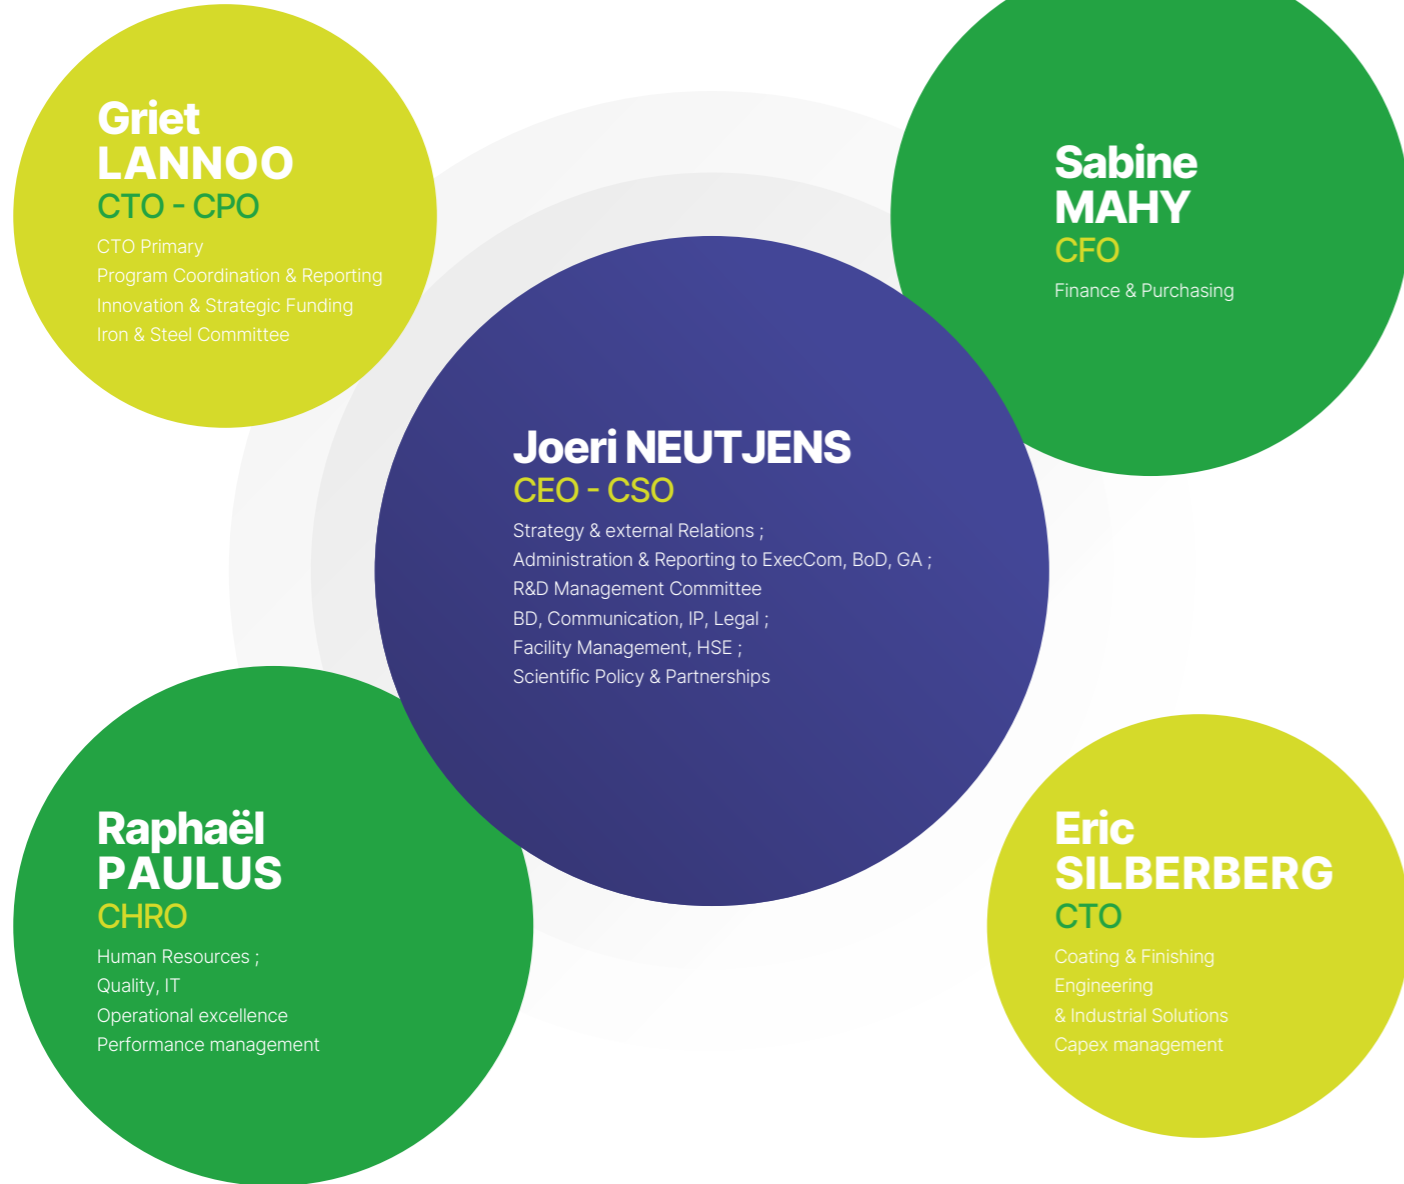 Griet
LANNOO
CTO - CPO
CTO Primary
Program Coordination & Reporting
Innovation & Strategic Funding
Iron & Steel Committee
Sabine
MAHY
CFO
Finance & Purchasing
Joeri NEUTJENS
CEO - CSO
Strategy & external Relations ;
Administration & Reporting to ExecCom, BoD, GA ;
R&D Management Committee
BD, Communication, IP, Legal ;
Facility Management, HSE ;
Scientific Policy & Partnerships
Raphaël
PAULUS
CHRO
Human Resources ;
Quality, IT
Operational excellence
Performance management
Eric
SILBERBERG
CTO
Coating & Finishing
Engineering
& Industrial Solutions
Capex management